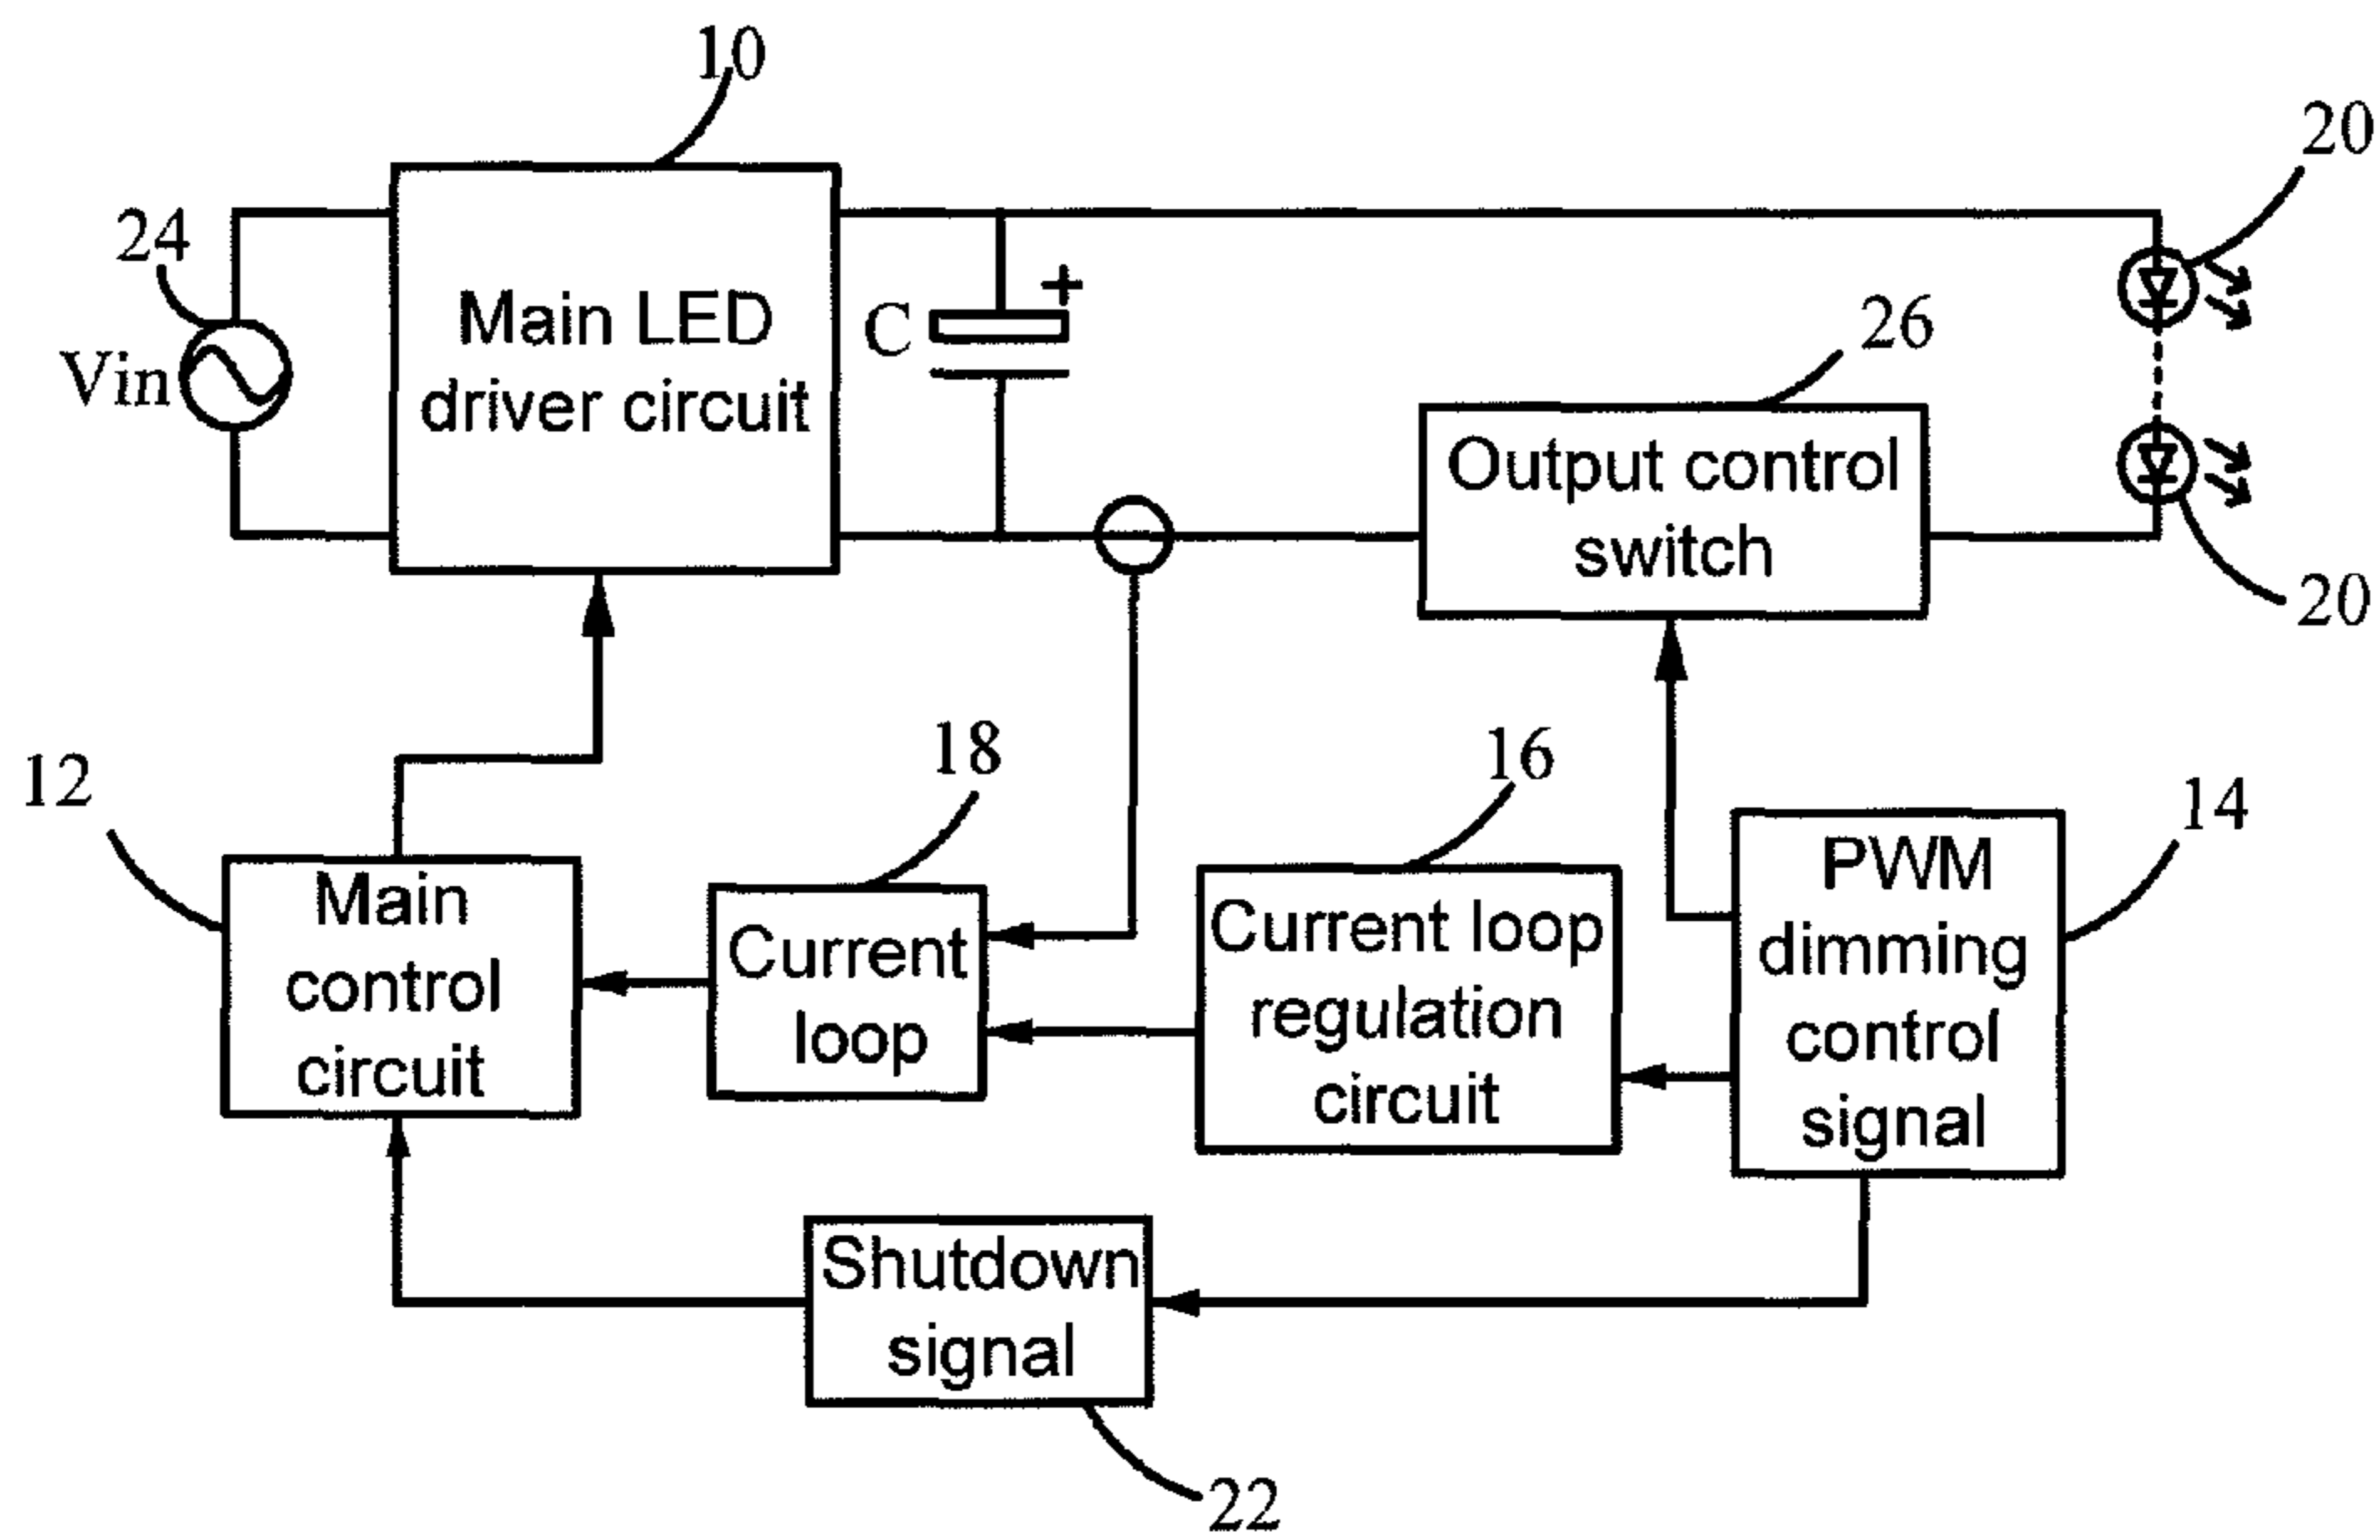 10
20
24
Vin
Main LED
driver circuit
C
+
26
Output control
switch
20
12
18
16
14
Main
control
circuit
Current
loop
Current loop
regulation
circuit
PWM
dimming
control
signal
Shutdown
signal
22